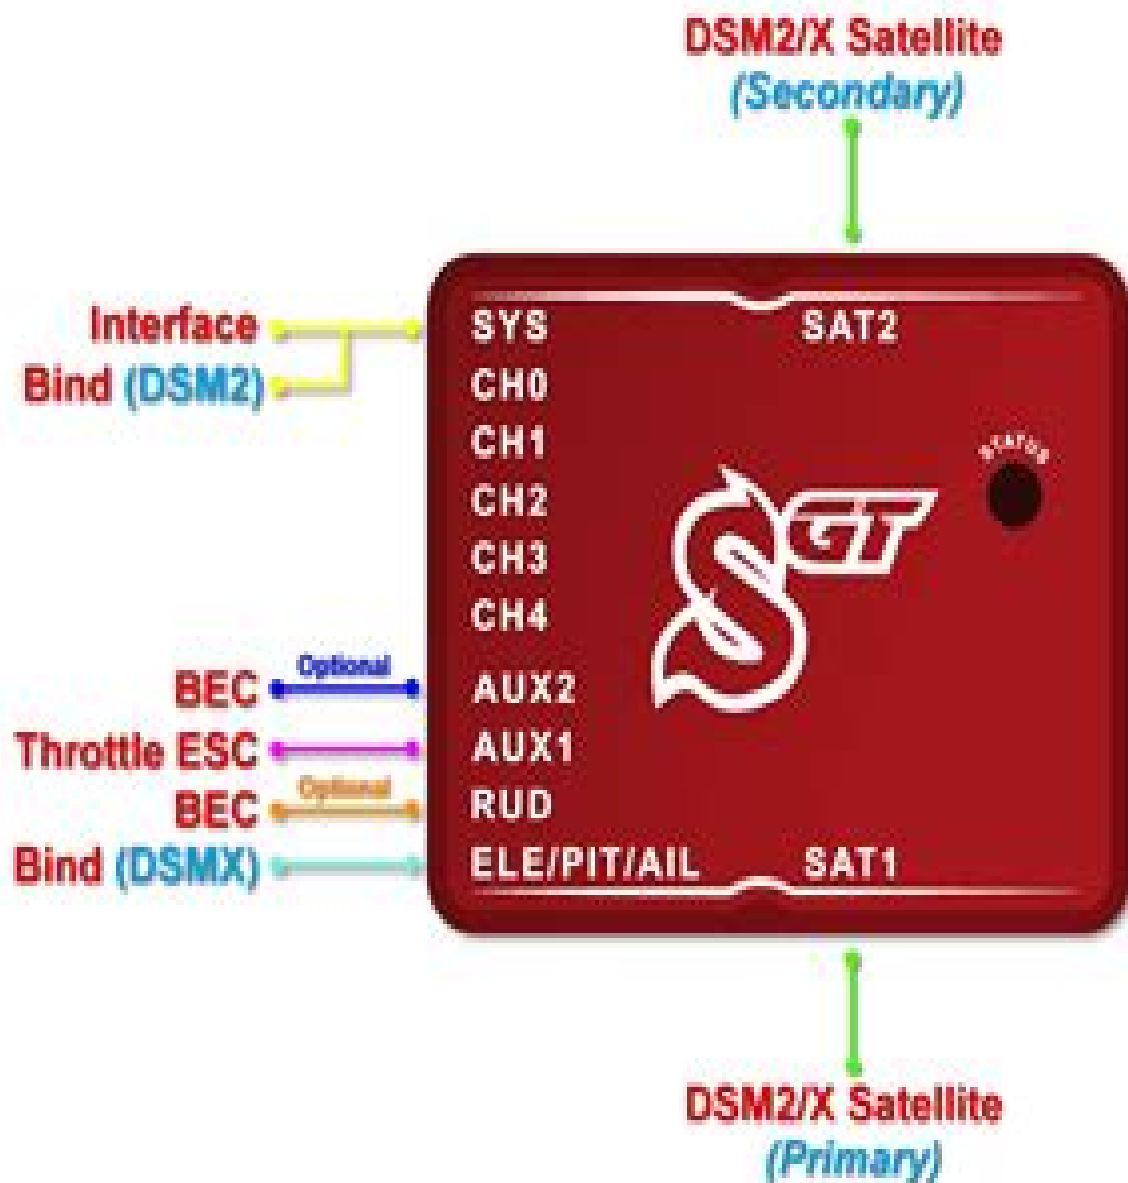 DSM2/X Satellite
(Secondary)
Interface
Bind (DSM2)
SYS
SAT2
CH0
CH1
STATUS
CH2
GT
CH3
CH4
Optional
BEC
AUX2
Throttle ESC
AUX1
Optional
BEC
RUD
Bind (DSMX)
ELE/PIT/AIL
SAT1
DSM2/X Satellite
(Primary)